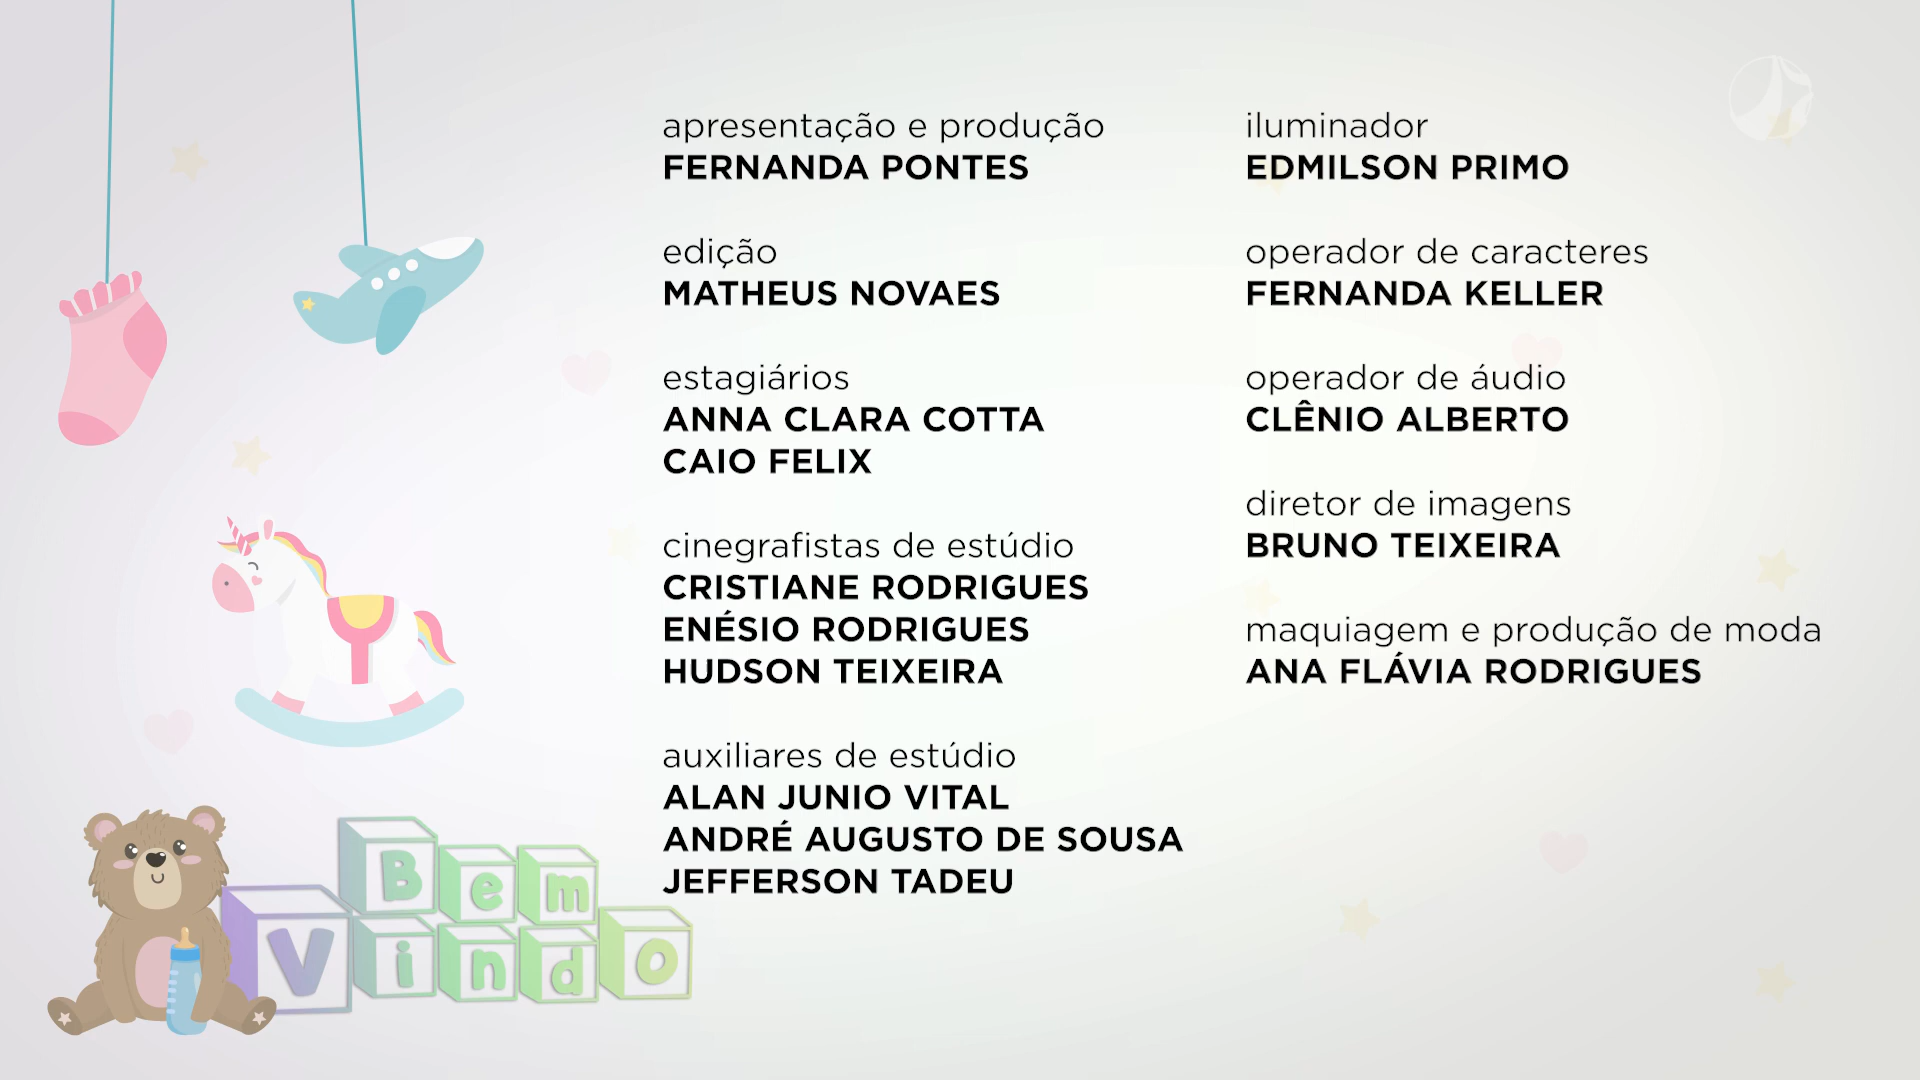 apresentação e produção
FERNANDA PONTES
edição
MATHEUS NOVAES
estagiários
ANNA CLARA COTTA
CAIO FELIX
cinegrafistas de estúdio
CRISTIANE RODRIGUES
ENÉSIO RODRIGUES
HUDSON TEIXEIRA
auxiliares de estúdio
ALAN JUNIO VITAL
ANDRÉ AUGUSTO DE SOUSA
JEFFERSON TADEU
iluminador
EDMILSON PRIMO
operador de caracteres
FERNANDA KELLER
operador de áudio
CLÊNIO ALBERTO
diretor de imagens
BRUNO TEIXEIRA
maquiagem e produção de moda
ANA FLÁVIA RODRIGUES
Bem
Vindo